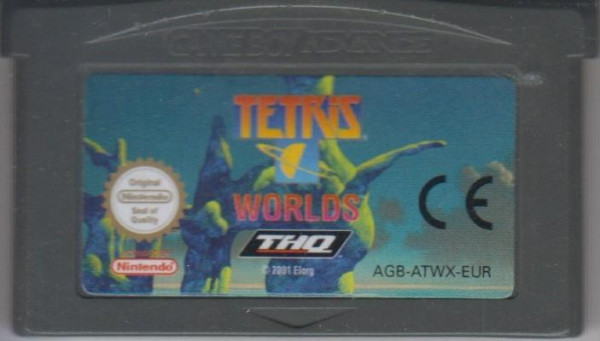 GAME BOY ADVANCE
TETRIS
WORLDS
THQ
© 2001 Elorg
Original
Nintendo
Seal of
Quality
Nintendo
CE
AGB-ATWX-EUR